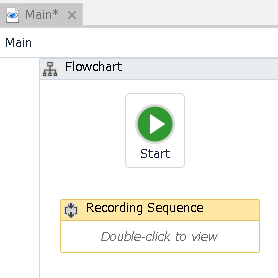 Main*
Main
Flowchart
Start
Recording Sequence
Double-click to view